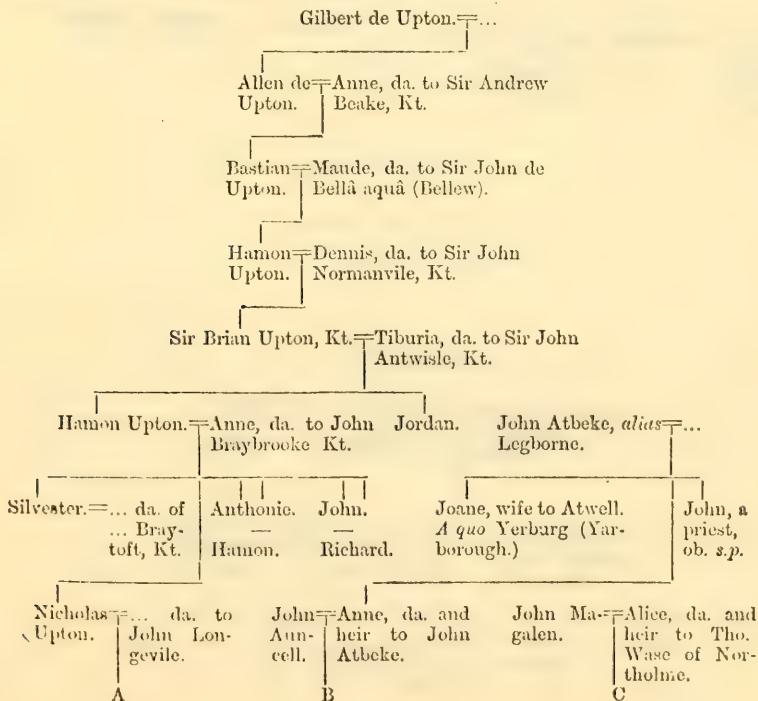 Gilbert de Upton.=...
Allen de=Anne, da. to Sir Andrew
Upton. Beake, Kt.
Bastian=Maude, da. to Sir John de
Upton. Bellâ aquâ (Bellew).
Hamon=Dennis, da. to Sir John
Upton. Normanvile, Kt.
Sir Brian Upton, Kt.=Tiburia, da. to Sir John
Antwisle, Kt.
Hamon Upton.=Anne, da. to John Jordan. John Atbeke, alias=...
Braybrooke Kt. Legborne.
Silvester.=... da. of Anthonie. John. Joane, wife to Atwell. John, a
... Bray- — — A quo Yerburg (Yar- priest,
toft, Kt. Hamon. Richard. borough.) ob. s.p.
Nicholas=... da. to John=Anne, da. and John Ma-=Alice, da. and
Upton. John Lon- Aun- heir to John galen. heir to Tho.
gevile. cell. Atbeke. Wase of Nor-
tholme.
A B C